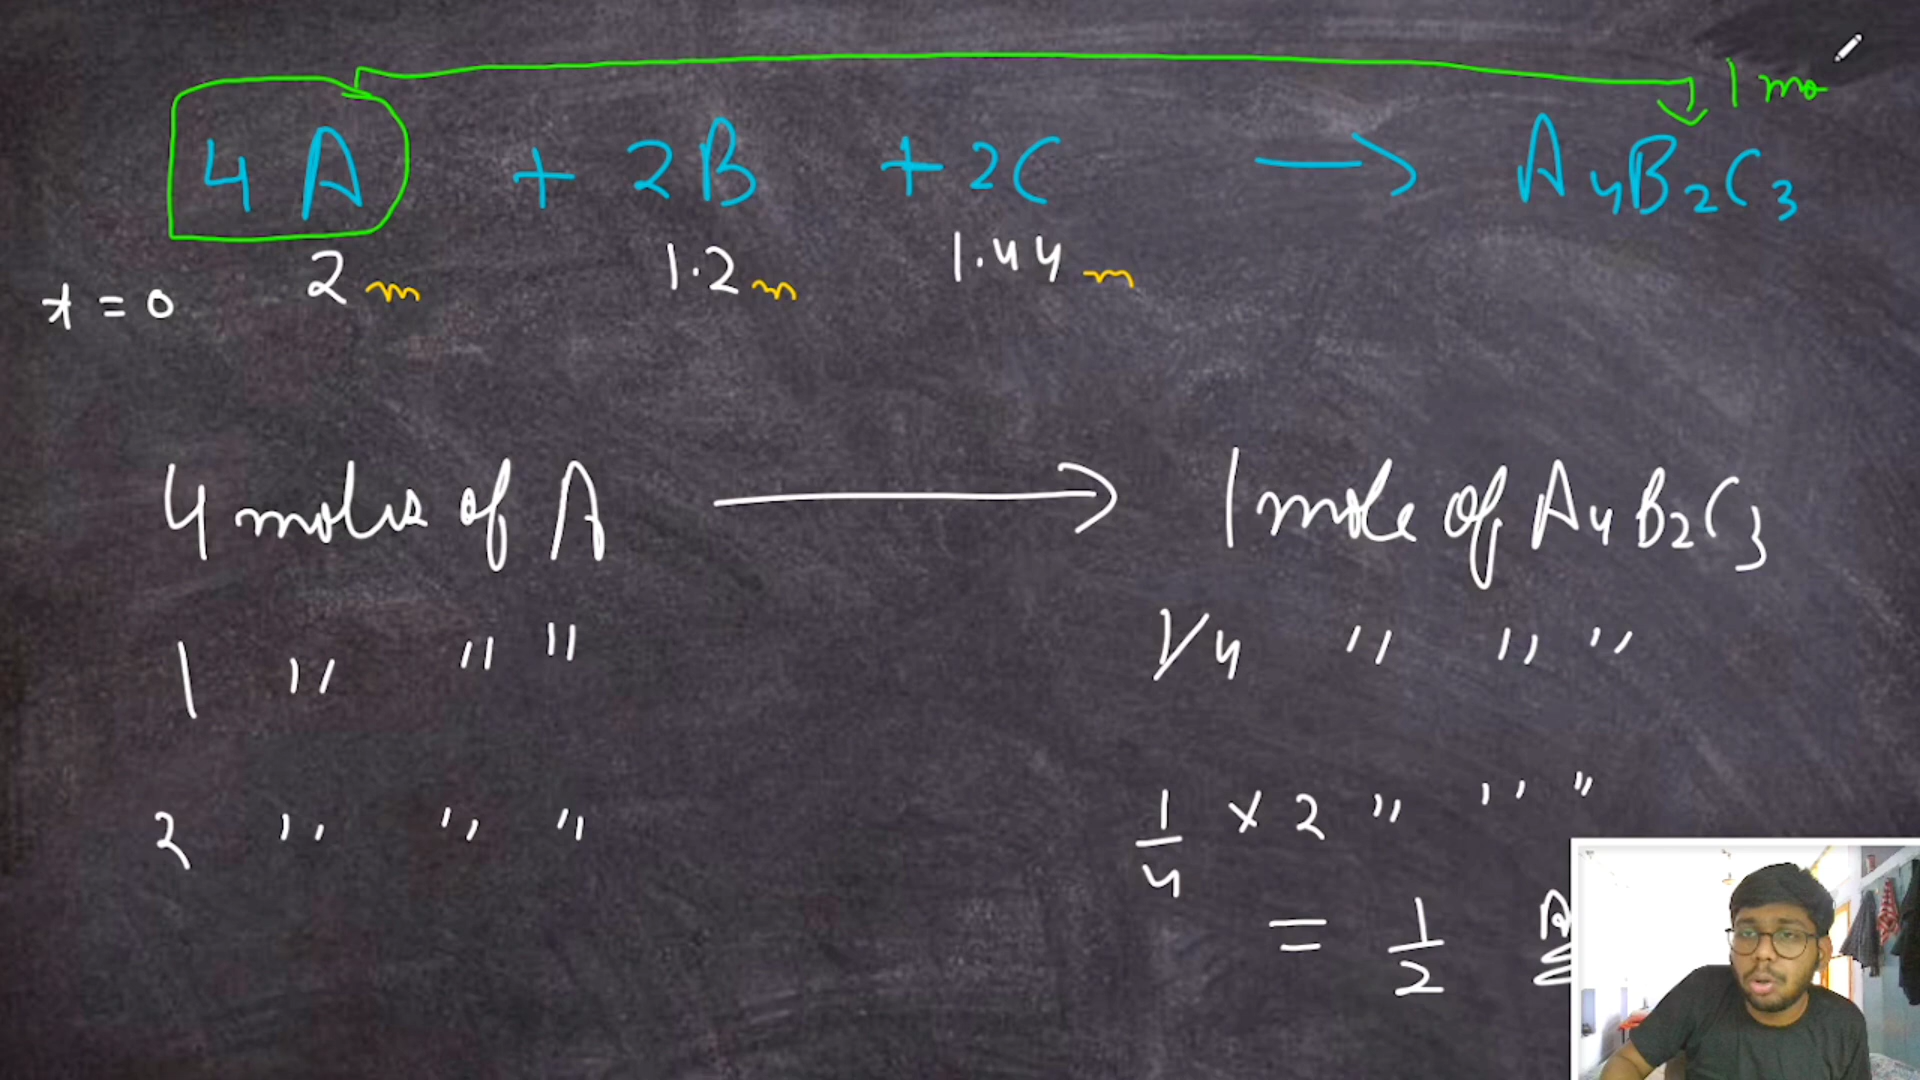 1 mo
4 A + 2B + 2C → A4B2C3
t = 0 2 m 1.2 m 1.44 m
4 moles of A → 1 mole of A4B2C3
1 " " " 1/4 " " "
2 " " " 1/4 × 2 " " "
= 1/2